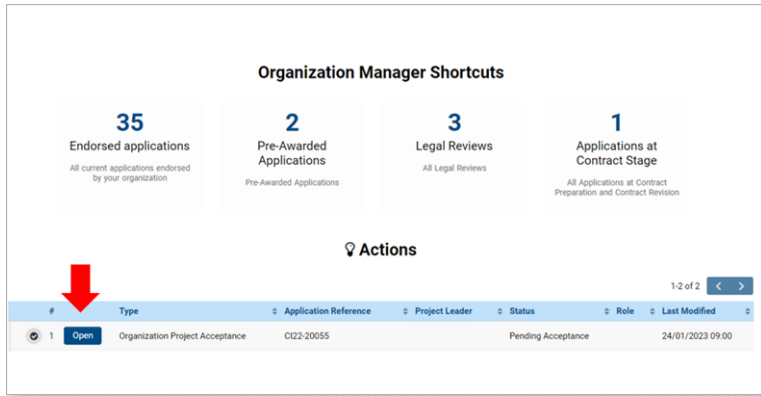 Organization Manager Shortcuts
35 2 3 1
Endorsed applications Pre-Awarded Applications Legal Reviews Applications at Contract Stage
All current applications endorsed by your organization Pre-Awarded Applications All Legal Reviews All Applications at Contract Preparation and Contract Revision
Actions
1-2 of 2
# Type Application Reference Project Leader Status Role Last Modified
1 Open Organization Project Acceptance CI22-20055 Pending Acceptance 24/01/2023 09:00